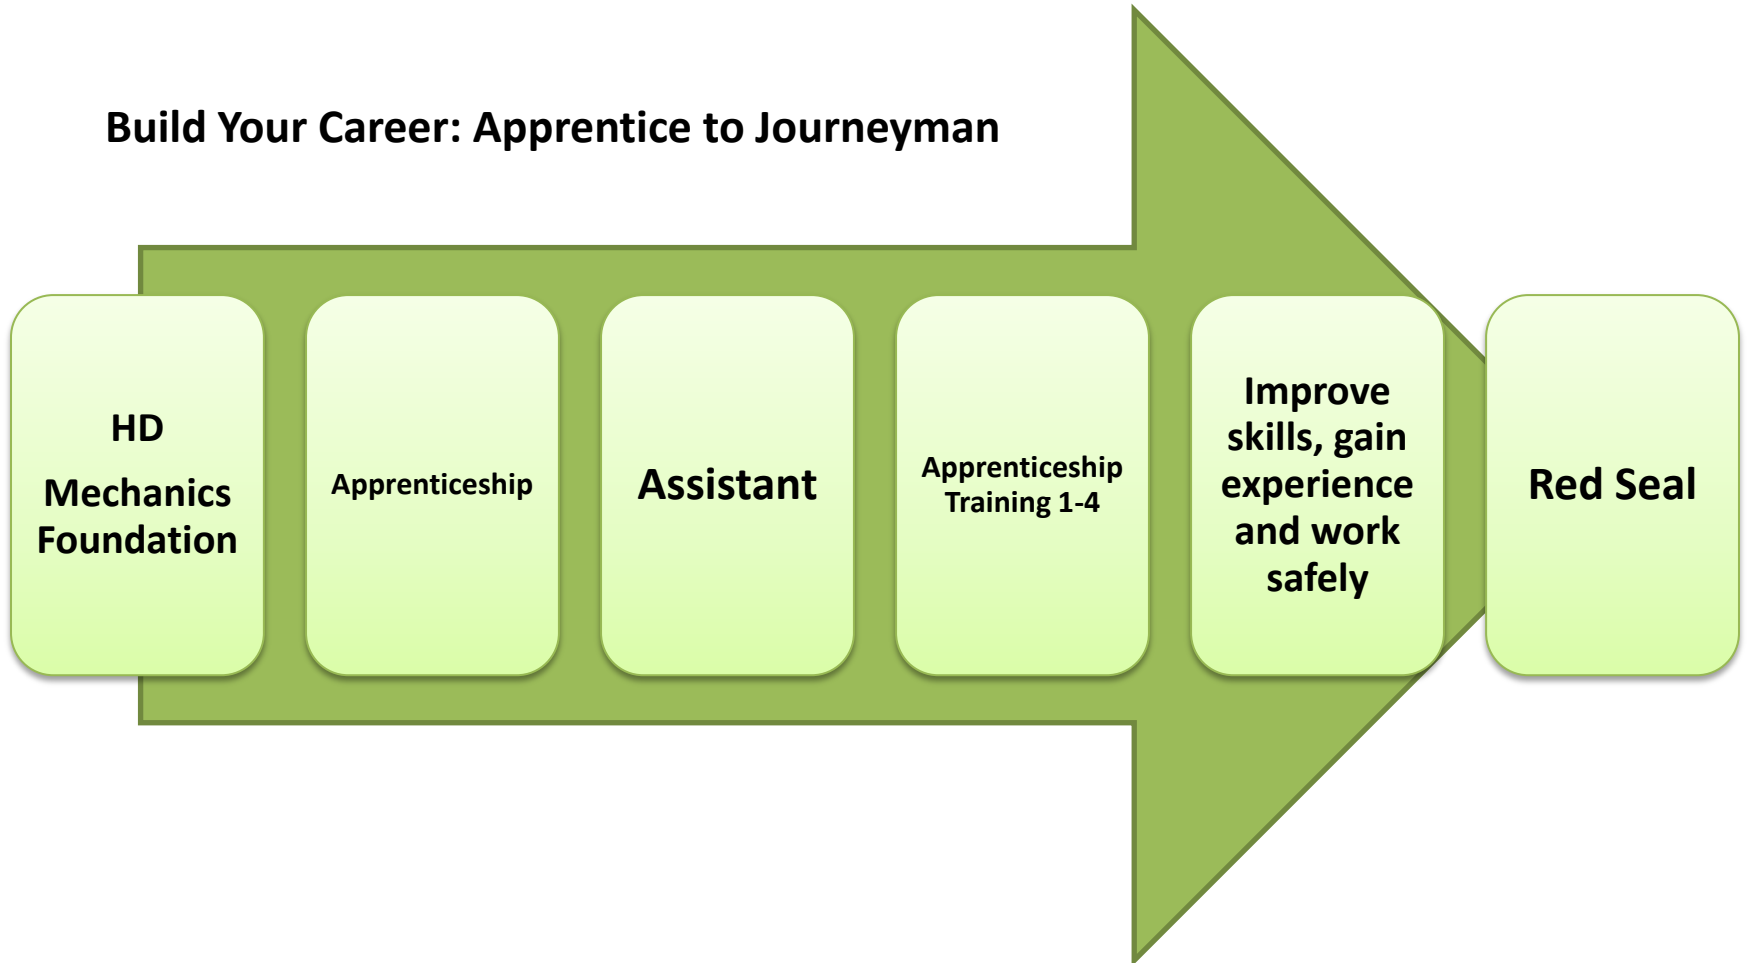 Build Your Career: Apprentice to Journeyman
HD
Mechanics
Foundation
Apprenticeship
Assistant
Apprenticeship
Training 1-4
Improve
skills, gain
experience
and work
safely
Red Seal